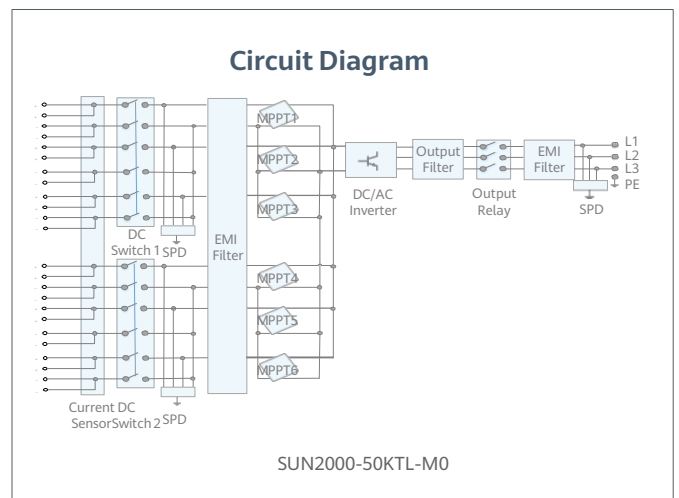 Circuit Diagram
MPPT1
MPPT2
MPPT3
DC
Switch 1
SPD
EMI
Filter
MPPT4
MPPT5
MPPT6
Current DC
SensorSwitch 2
SPD
DC/AC
Inverter
Output
Filter
Output
Relay
EMI
Filter
L1
L2
L3
PE
SPD
SUN2000-50KTL-M0